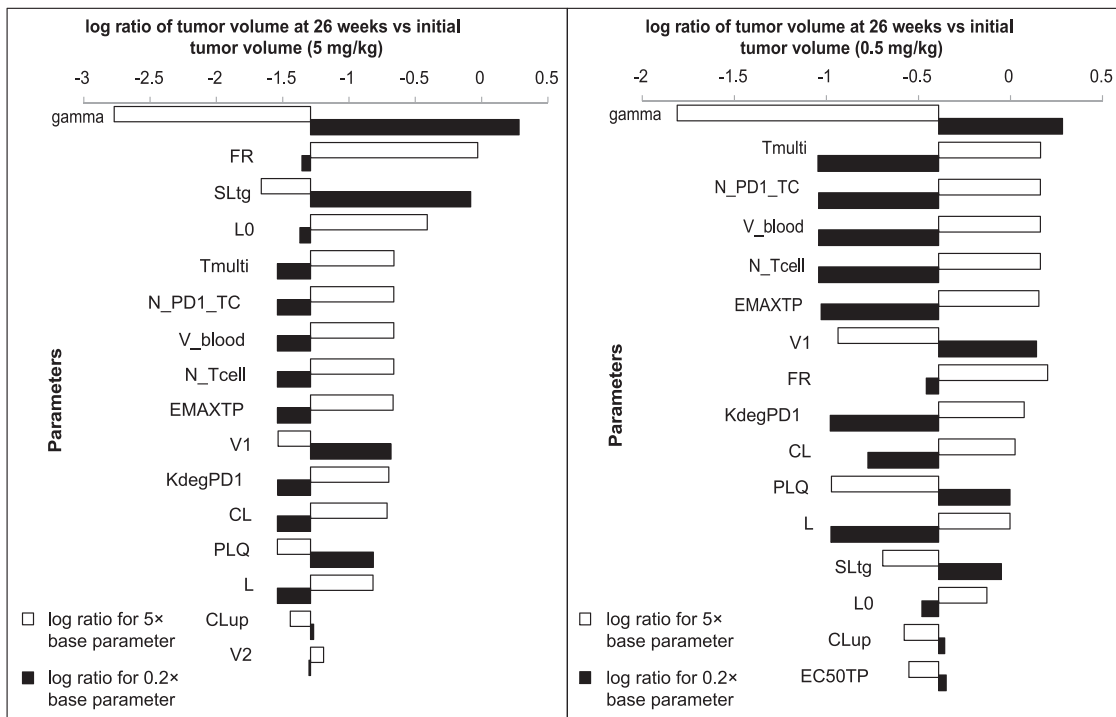 log ratio of tumor volume at 26 weeks vs initial
tumor volume (5 mg/kg)
-3 -2.5 -2 -1.5 -1 -0.5 0 0.5
gamma
FR
SLtg
L0
Tmulti
N_PD1_TC
V_blood
N_Tcell
EMAXTP
V1
KdegPD1
CL
PLQ
L
CLup
V2
Parameters
log ratio for 5×
base parameter
log ratio for 0.2×
base parameter
log ratio of tumor volume at 26 weeks vs initial
tumor volume (0.5 mg/kg)
-2 -1.5 -1 -0.5 0 0.5
gamma
Tmulti
N_PD1_TC
V_blood
N_Tcell
EMAXTP
V1
FR
KdegPD1
CL
PLQ
L
SLtg
L0
CLup
EC50TP
Parameters
log ratio for 5×
base parameter
log ratio for 0.2×
base parameter